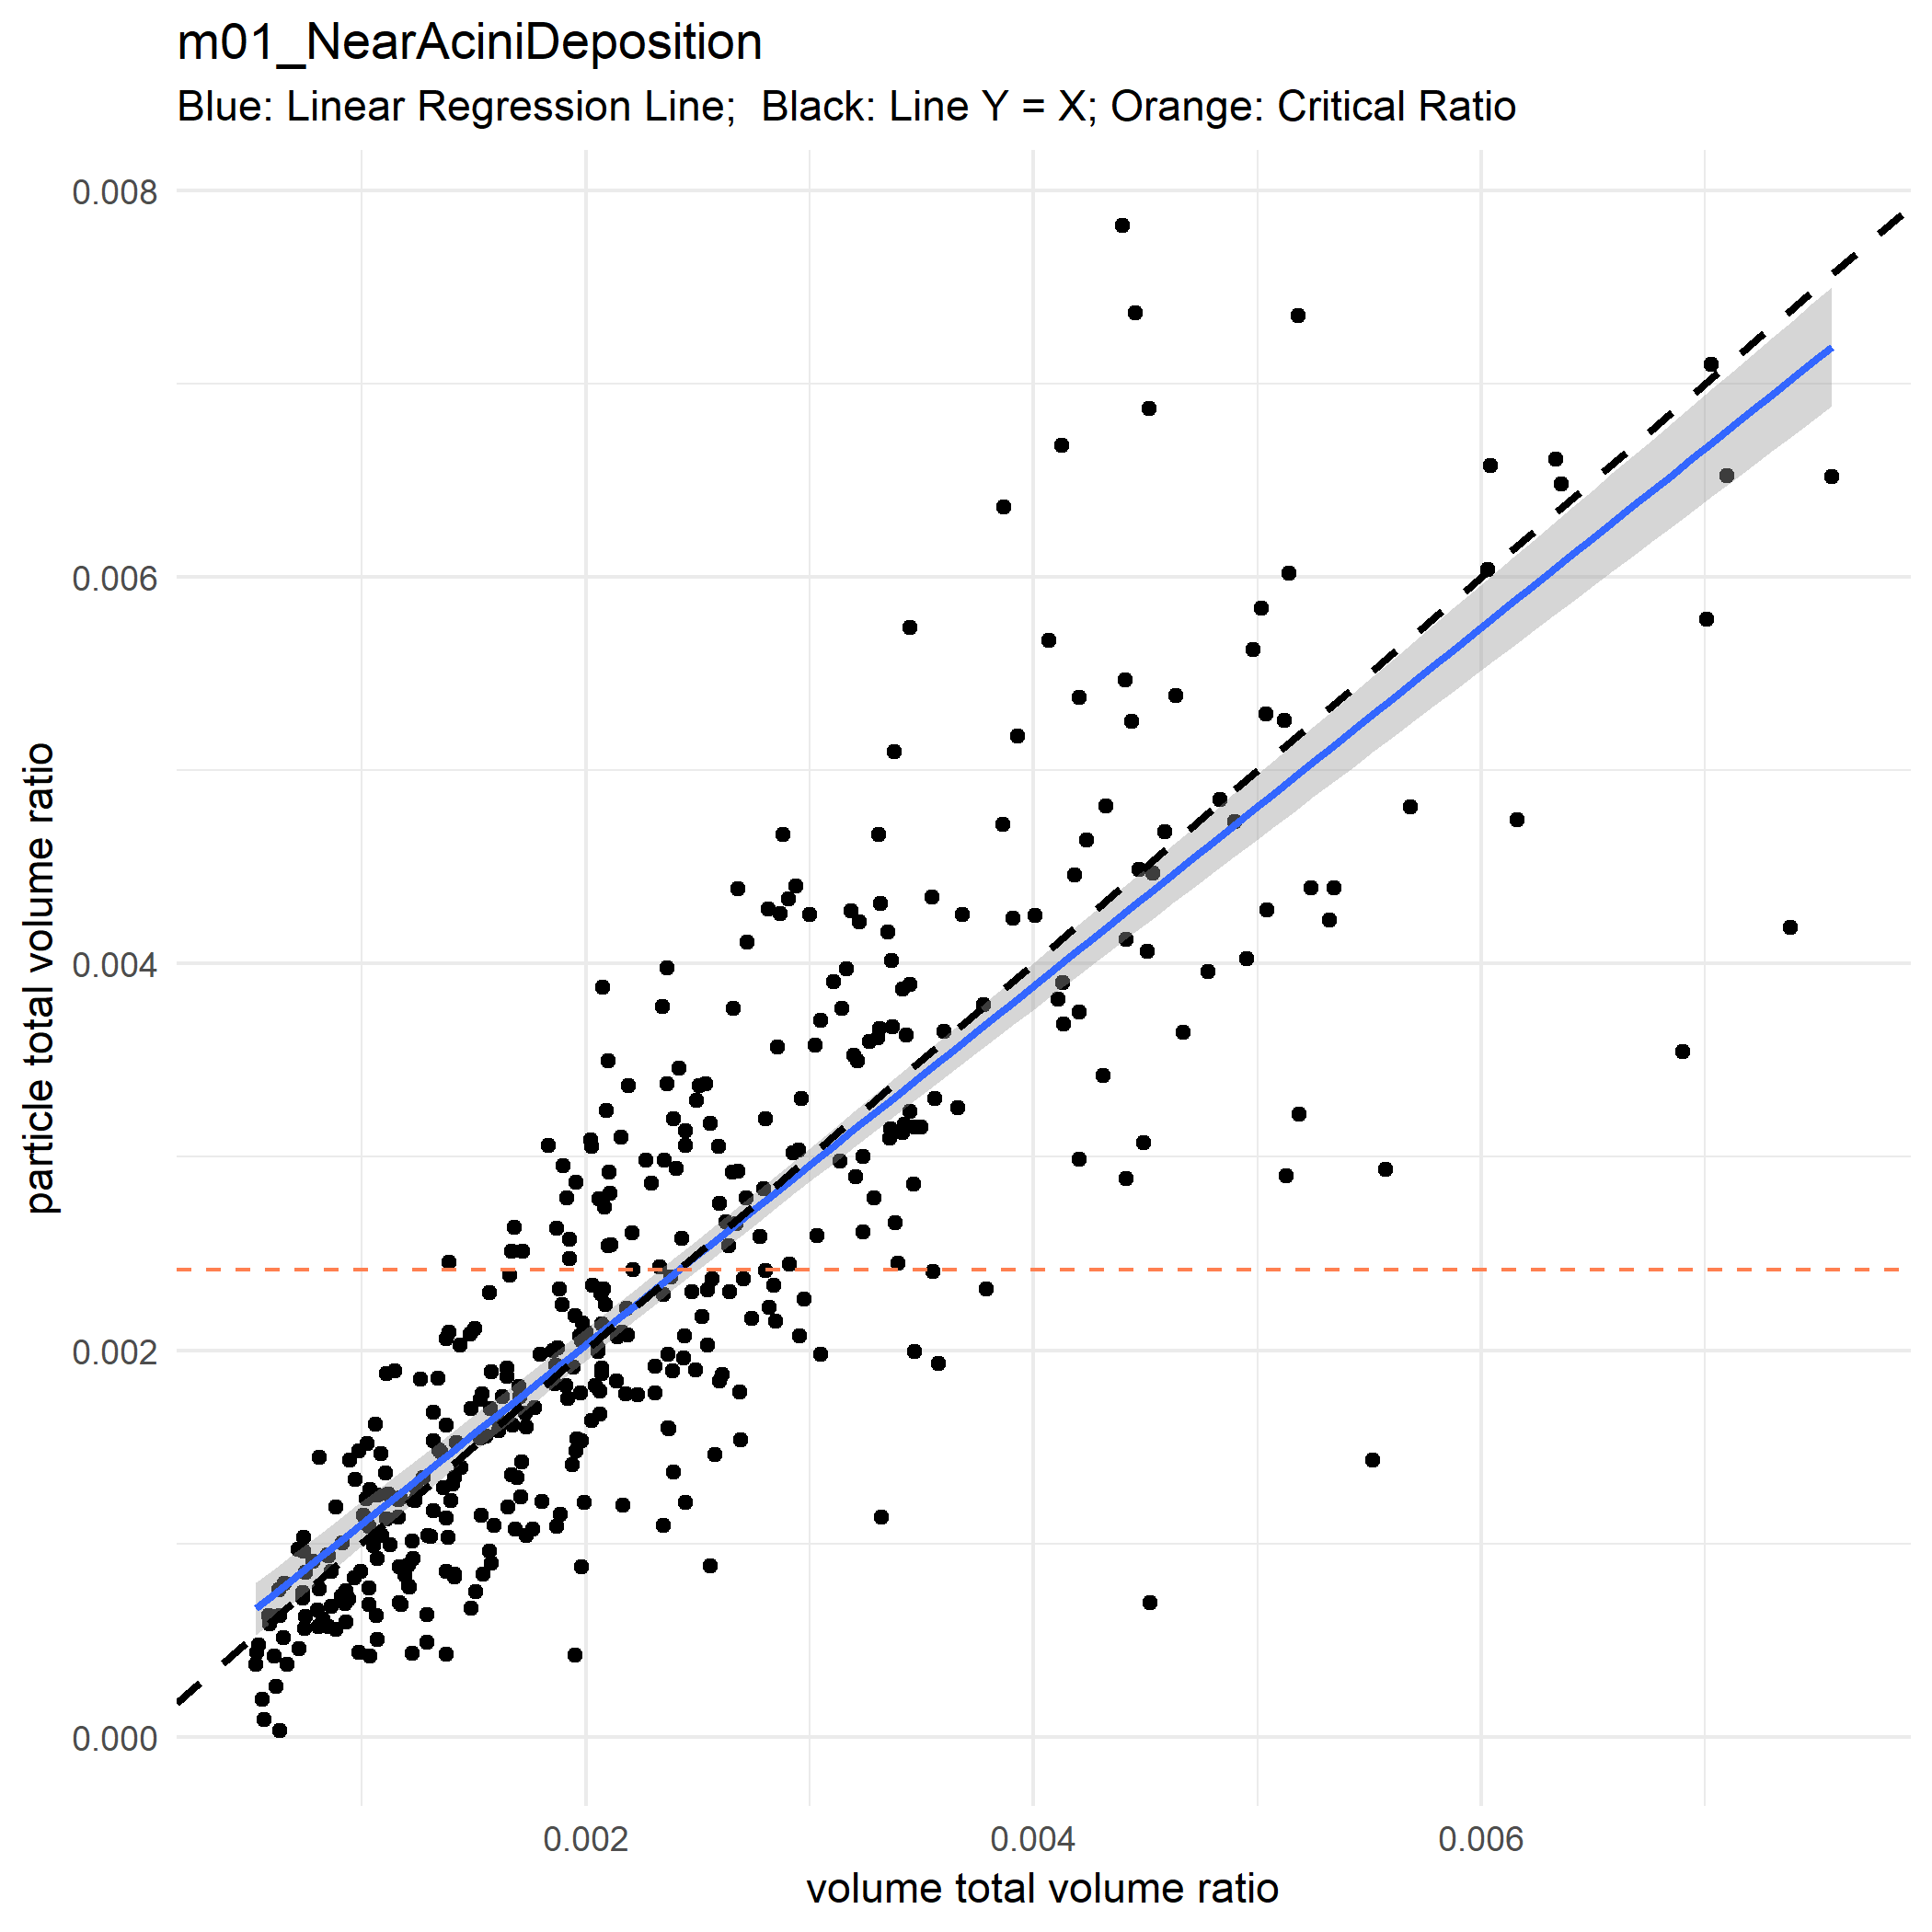 m01_NearAciniDeposition
Blue: Linear Regression Line;  Black: Line Y = X; Orange: Critical Ratio
0.008
0.006
0.004
0.002
0.000
particle total volume ratio
0.002
0.004
0.006
volume total volume ratio